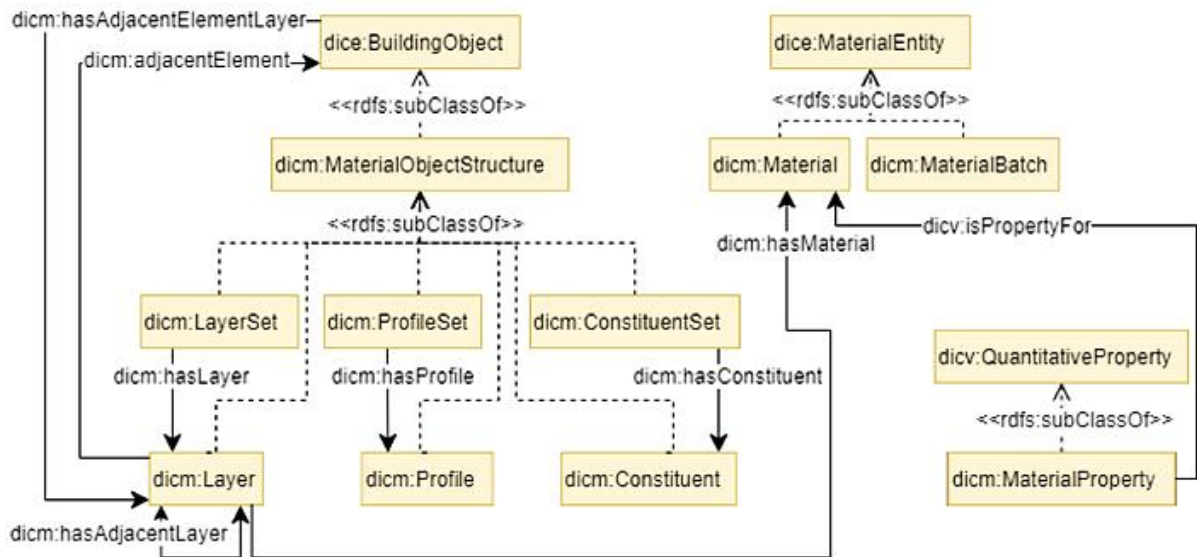 dicm:hasAdjacentElementLayer
dice:BuildingObject
dice:MaterialEntity
dicm:adjacentElement
<<rdfs:subClassOf>>
<<rdfs:subClassOf>>
dicm:MaterialObjectStructure
dicm:Material
dicm:MaterialBatch
<<rdfs:subClassOf>>
dicm:hasMaterial
dicv:isPropertyFor
dicm:LayerSet
dicm:ProfileSet
dicm:ConstituentSet
dicv:QuantitativeProperty
dicm:hasLayer
dicm:hasProfile
dicm:hasConstituent
<<rdfs:subClassOf>>
dicm:Layer
dicm:Profile
dicm:Constituent
dicm:MaterialProperty
dicm:hasAdjacentLayer